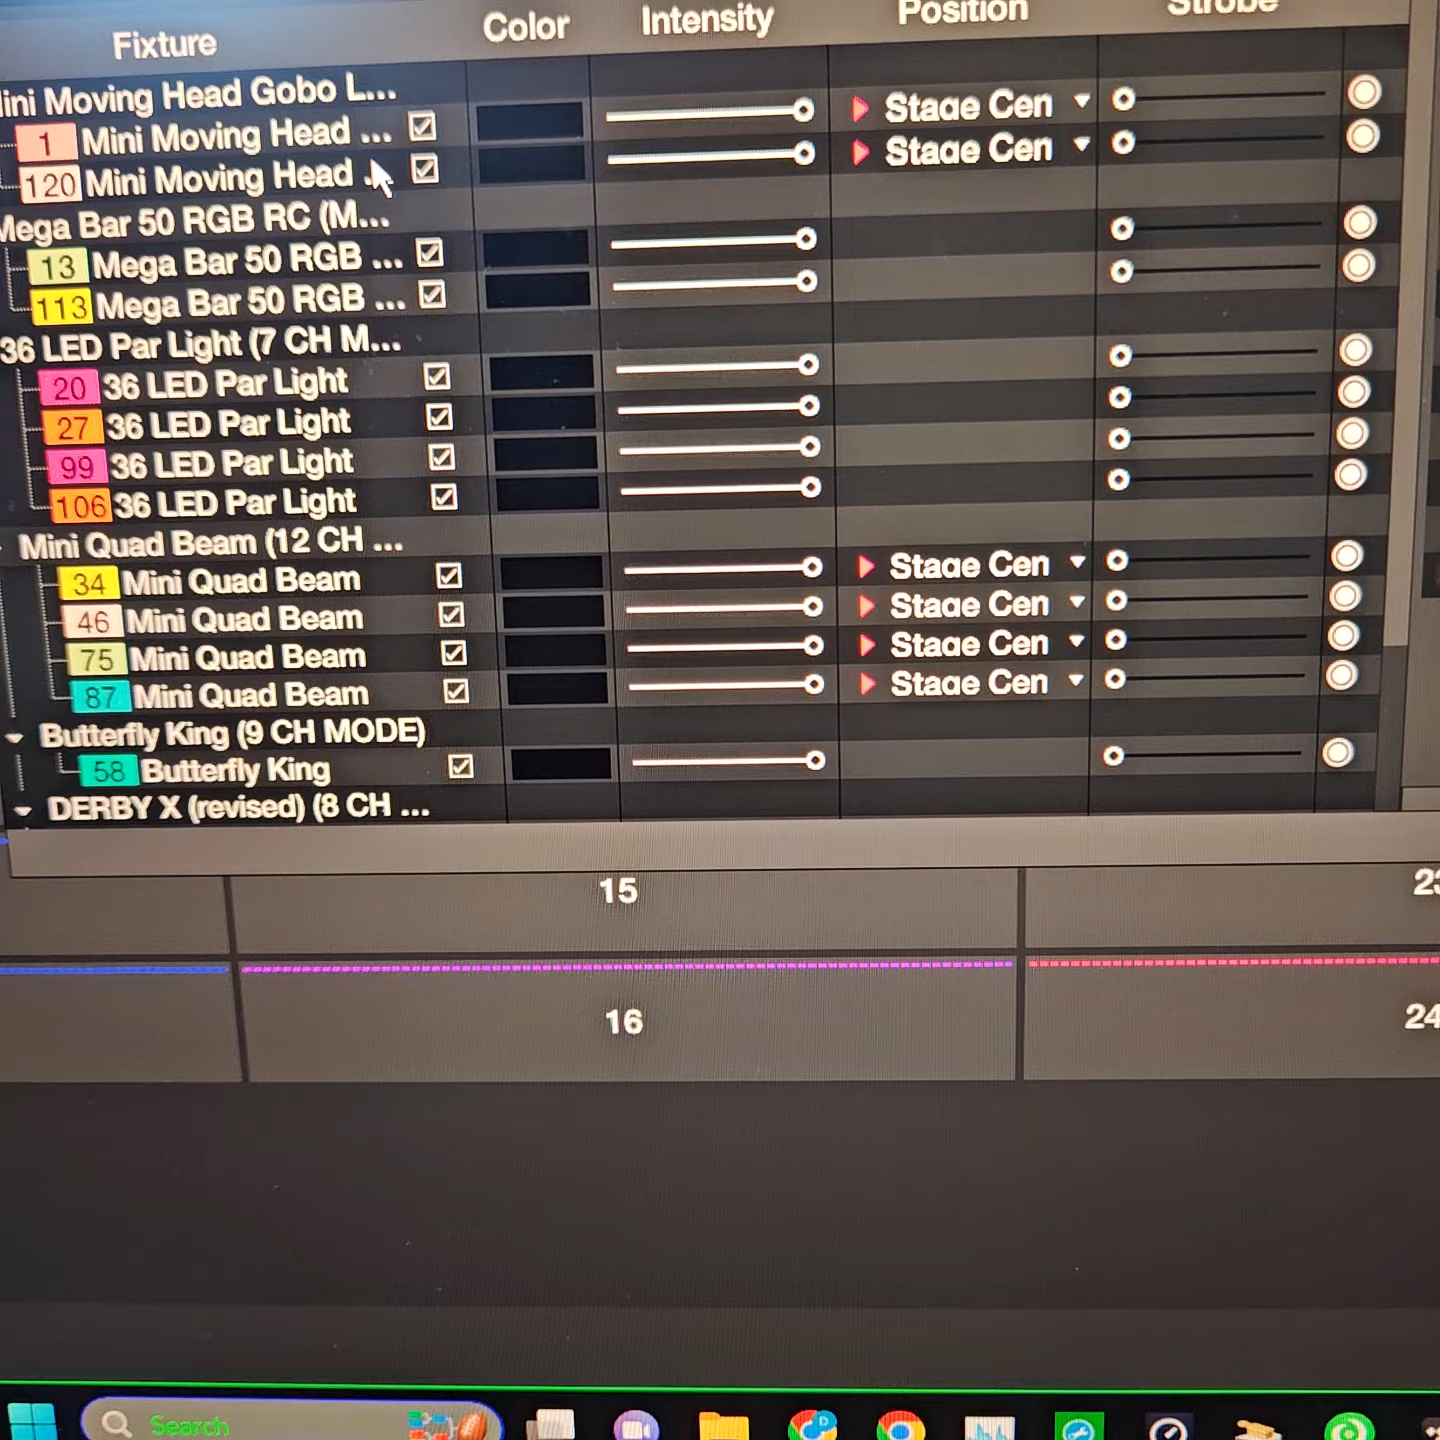 Fixture Color Intensity Position Strobe
ini Moving Head Gobo L...
1 Mini Moving Head ... Stage Cen
120 Mini Moving Head Stage Cen
Mega Bar 50 RGB RC (M...
13 Mega Bar 50 RGB ...
113 Mega Bar 50 RGB ...
36 LED Par Light (7 CH M...
20 36 LED Par Light
27 36 LED Par Light
99 36 LED Par Light
106 36 LED Par Light
Mini Quad Beam (12 CH ...
34 Mini Quad Beam Stage Cen
46 Mini Quad Beam Stage Cen
75 Mini Quad Beam Stage Cen
87 Mini Quad Beam Stage Cen
Butterfly King (9 CH MODE)
58 Butterfly King
DERBY X (revised) (8 CH ...
15 23
16 24
Search